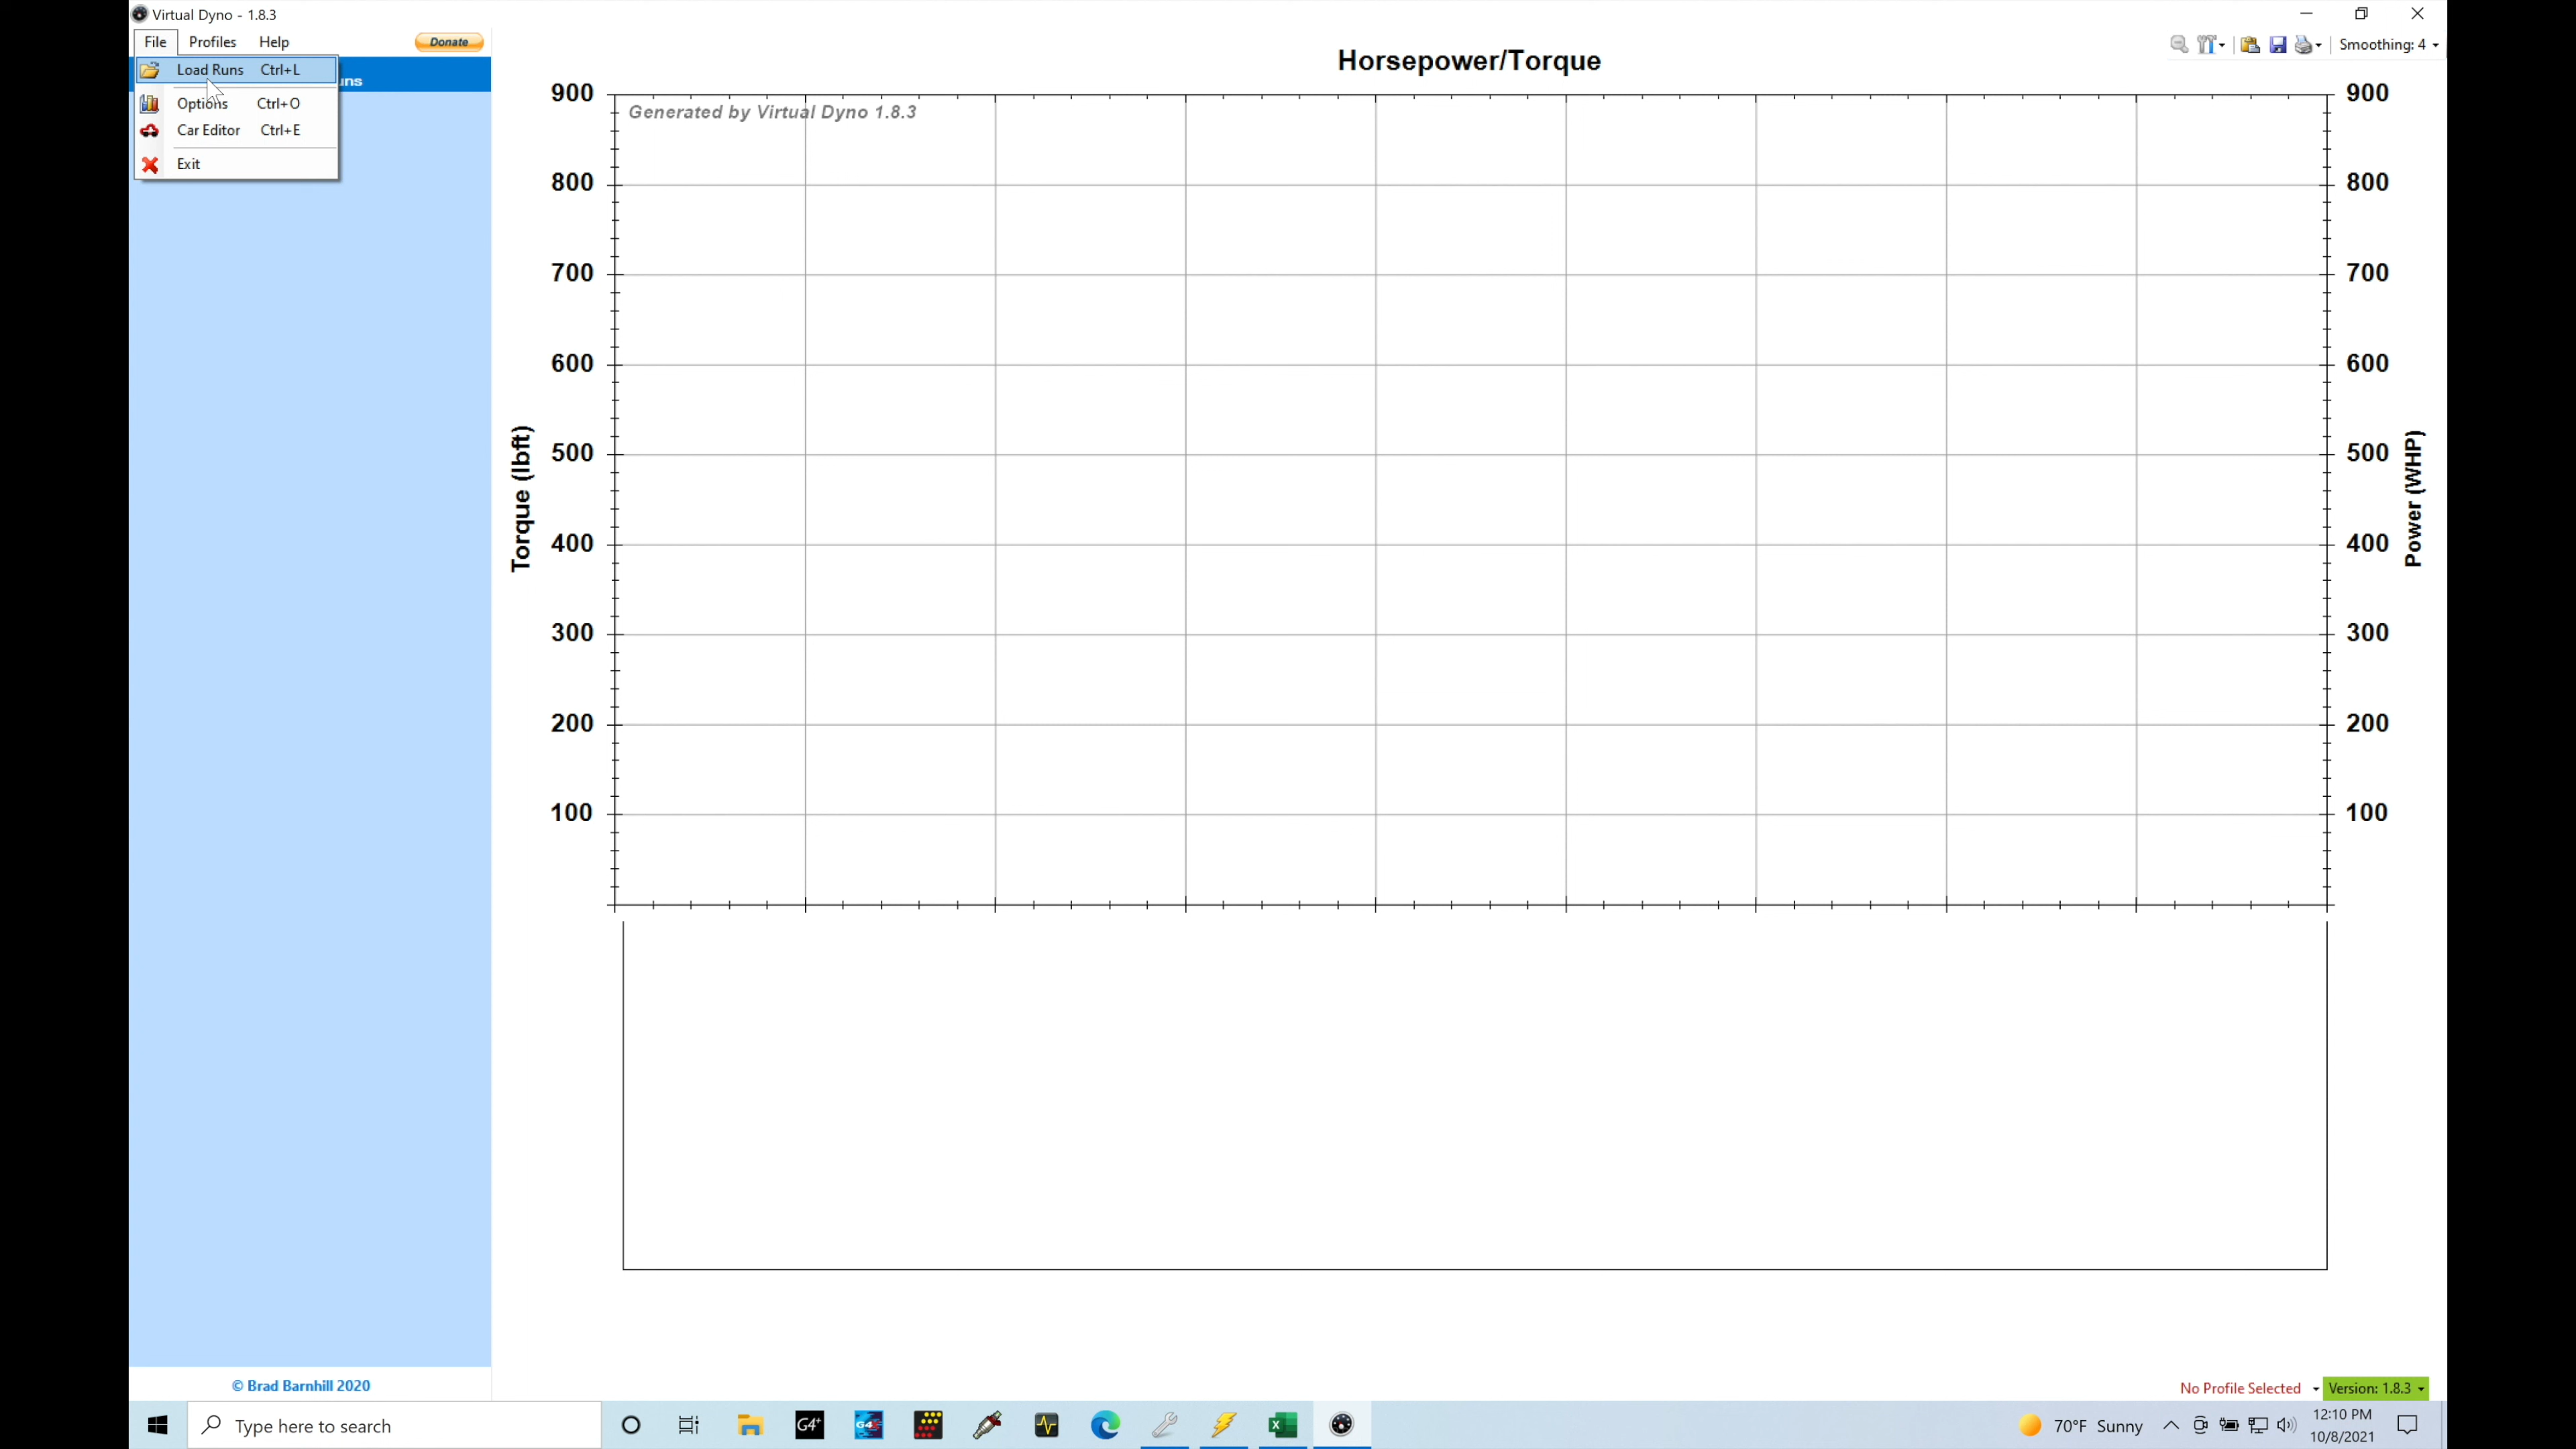 Virtual Dyno - 1.8.3
File Profiles Help Donate
Smoothing: 4
Load Runs Ctrl+L
Options Ctrl+O
Car Editor Ctrl+E
Exit
Horsepower/Torque
Generated by Virtual Dyno 1.8.3
900 900
800 800
700 700
600 600
500 500
400 400
300 300
200 200
100 100
Torque (lbft)
Power (WHP)
© Brad Barnhill 2020
No Profile Selected Version: 1.8.3
Type here to search
G4+
70°F Sunny
12:10 PM
10/8/2021